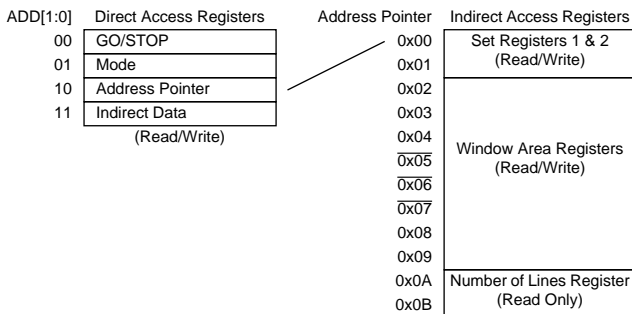 ADD[1:0] Direct Access Registers
00 GO/STOP
01 Mode
10 Address Pointer
11 Indirect Data
(Read/Write)
Address Pointer Indirect Access Registers
0x00 Set Registers 1 & 2
0x01 (Read/Write)
0x02
0x03
0x04
Window Area Registers
0x05
(Read/Write)
0x06
0x07
0x08
0x09
0x0A Number of Lines Register
0x0B (Read Only)